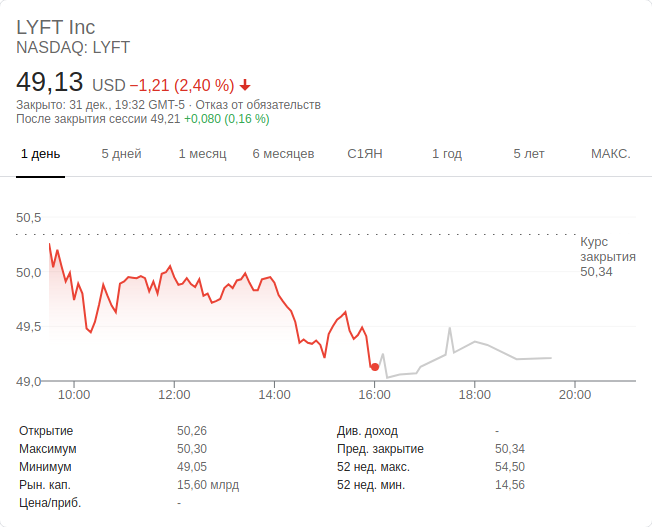 LYFT Inc
NASDAQ: LYFT
49,13 USD −1,21 (2,40 %)
Закрыто: 31 дек., 19:32 GMT-5 · Отказ от обязательств
После закрытия сессии 49,21 +0,080 (0,16 %)
1 день 5 дней 1 месяц 6 месяцев С1ЯН 1 год 5 лет МАКС.
50,5
Курс
закрытия
50,34
50,0
49,5
49,0
10:00 12:00 14:00 16:00 18:00 20:00
Открытие 50,26 Див. доход -
Максимум 50,30 Пред. закрытие 50,34
Минимум 49,05 52 нед. макс. 54,50
Рын. кап. 15,60 млрд 52 нед. мин. 14,56
Цена/приб. -